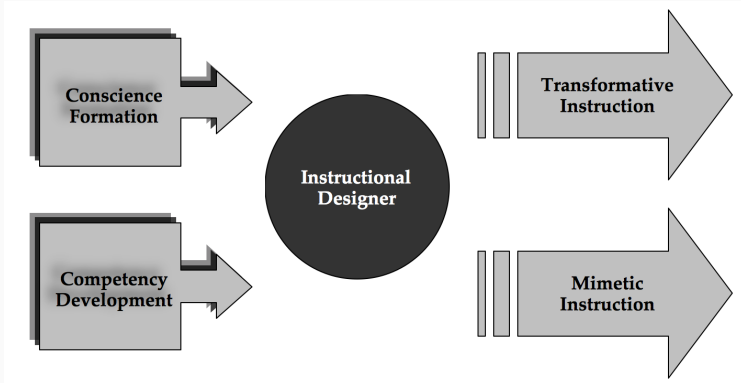 Conscience
Formation
Transformative
Instruction
Instructional
Designer
Competency
Development
Mimetic
Instruction